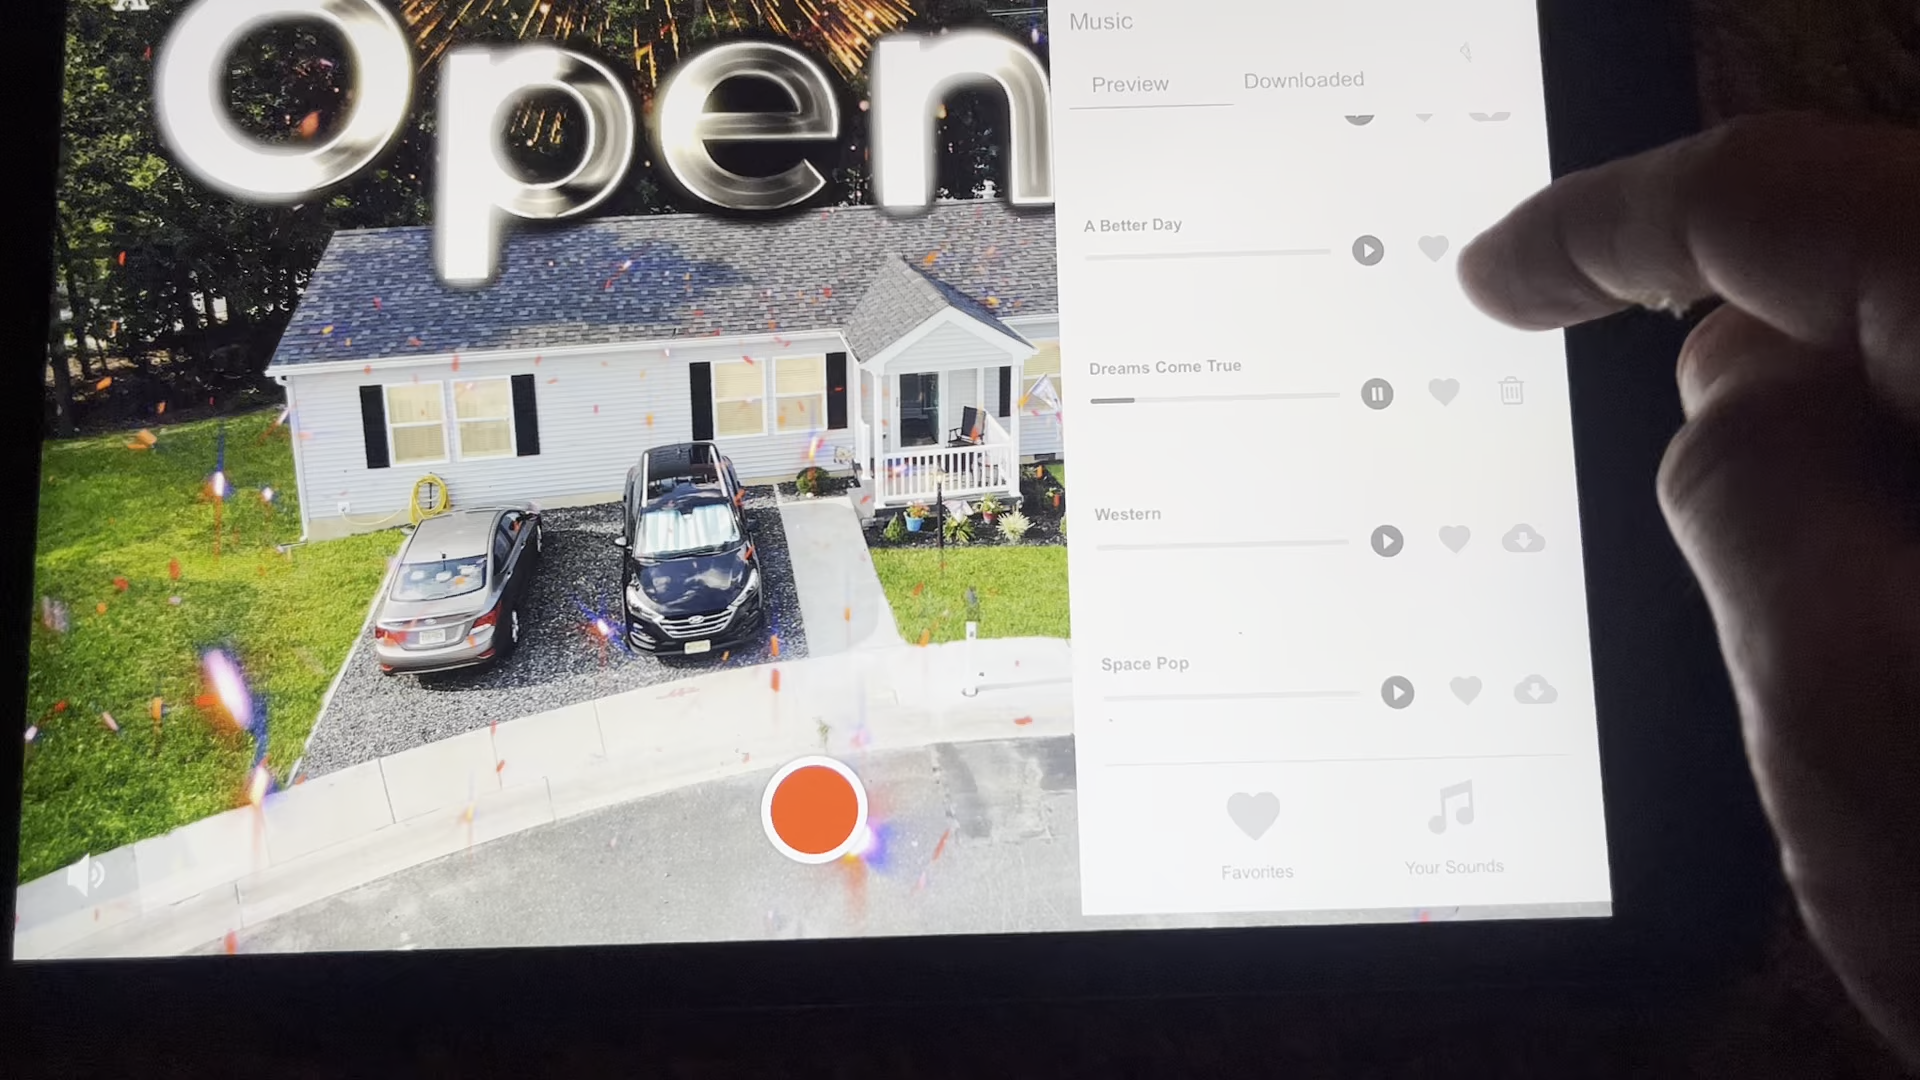 Open
Music
Preview
Downloaded
A Better Day
Dreams Come True
Western
Space Pop
Favorites
Your Sounds